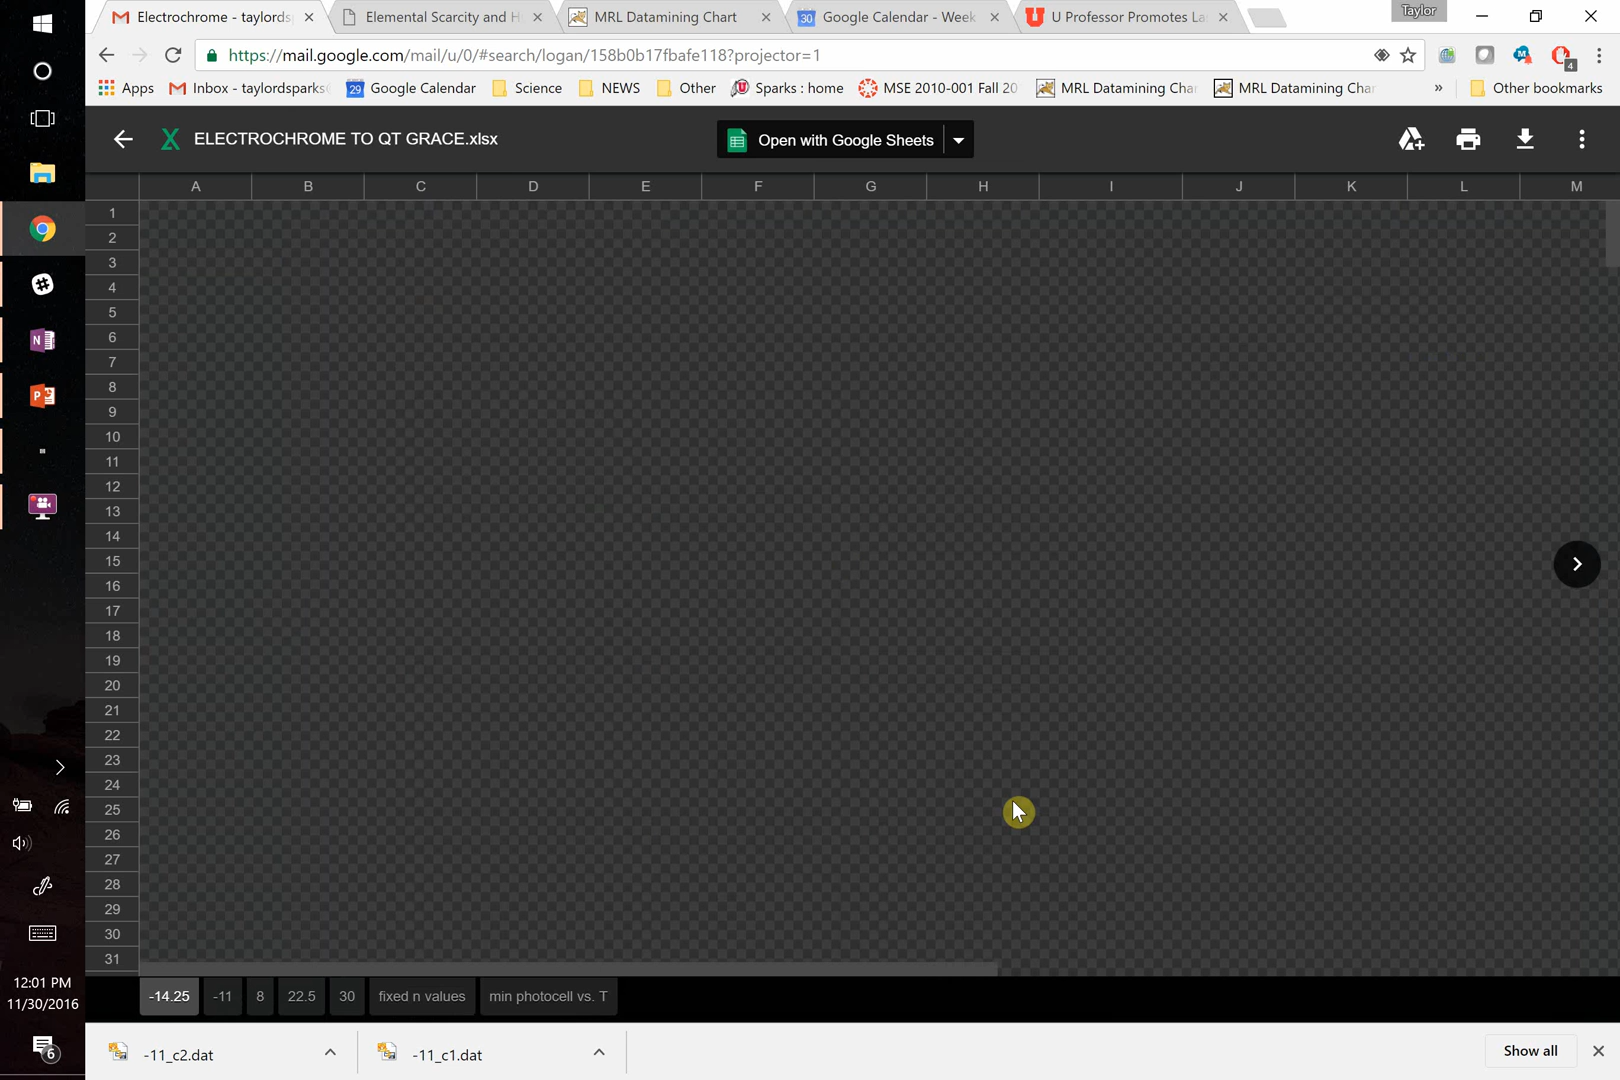 Electrochrome - taylords
Elemental Scarcity and H
MRL Datamining Chart
30
Google Calendar - Week
U Professor Promotes La
Taylor
https://mail.google.com/mail/u/0/#search/logan/158b0b17fbafe118?projector=1
4
Apps
Inbox - taylordsparks
29
Google Calendar
Science
NEWS
Other
Sparks : home
MSE 2010-001 Fall 20
MRL Datamining Char
MRL Datamining Char
»
Other bookmarks
ELECTROCHROME TO QT GRACE.xlsx
Open with Google Sheets
A B C D E F G H I J K L M
1
2
3
4
5
6
7
8
9
10
11
12
13
14
15
16
17
18
19
20
21
22
23
24
25
26
27
28
29
30
31
-14.25
-11
8
22.5
30
fixed n values
min photocell vs. T
12:01 PM
11/30/2016
6
-11_c2.dat
-11_c1.dat
Show all